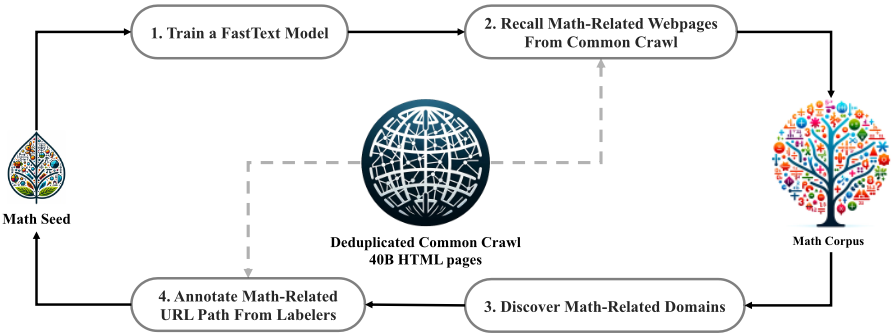 1. Train a FastText Model
2. Recall Math-Related Webpages
From Common Crawl
Math Seed
Deduplicated Common Crawl
40B HTML pages
Math Corpus
4. Annotate Math-Related
URL Path From Labelers
3. Discover Math-Related Domains